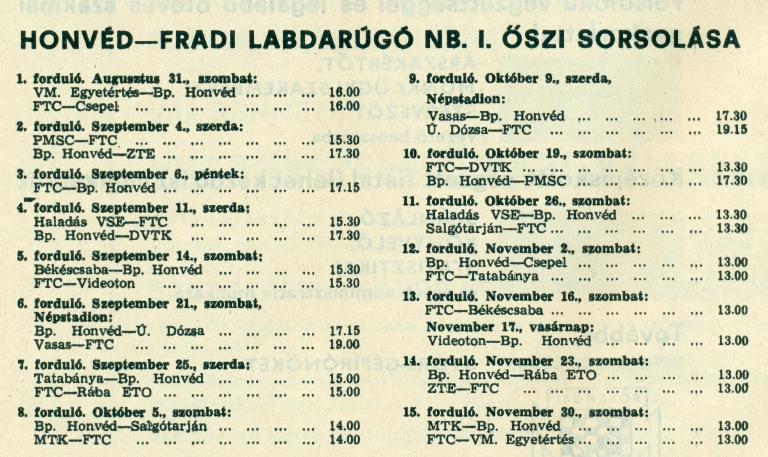 HONVÉD—FRADI LABDARÚGÓ NB. I. ŐSZI SORSOLÁSA
1. forduló. Augusztus 31., szombat:
VM. Egyetértés—Bp. Honvéd ... ... 16.00
FTC—Csepel ... ... ... ... ... ... 16.00
2. forduló. Szeptember 4., szerda:
PMSC—FTC ... ... ... ... ... ... 15.30
Bp. Honvéd—ZTE ... ... ... ... ... 17.30
3. forduló. Szeptember 6., péntek:
FTC—Bp. Honvéd ... ... ... ... ... 17.15
4. forduló. Szeptember 11., szerda:
Haladás VSE—FTC ... ... ... ... 15.30
Bp. Honvéd—DVTK ... ... ... ... 17.30
5. forduló. Szeptember 14., szombat:
Békéscsaba—Bp. Honvéd ... ... ... 15.30
FTC—Videoton ... ... ... ... ... 15.30
6. forduló. Szeptember 21., szombat,
Népstadion:
Bp. Honvéd—Ú. Dózsa ... ... ... 17.15
Vasas—FTC ... ... ... ... ... ... 19.00
7. forduló. Szeptember 25., szerda:
Tatabánya—Bp. Honvéd ... ... ... 15.00
FTC—Rába ETO ... ... ... ... ... 15.00
8. forduló. Október 5., szombat:
Bp. Honvéd—Salgótarján ... ... ... 14.00
MTK—FTC ... ... ... ... ... ... 14.00
9. forduló. Október 9., szerda,
Népstadion:
Vasas—Bp. Honvéd ... ... ... ... 17.30
Ú. Dózsa—FTC ... ... ... ... ... 19.15
10. forduló. Október 19., szombat:
FTC—DVTK ... ... ... ... ... ... 13.30
Bp. Honvéd—PMSC ... ... ... ... 17.30
11. forduló. Október 26., szombat:
Haladás VSE—Bp. Honvéd ... ... 13.30
Salgótarján—FTC ... ... ... ... ... 13.30
12. forduló. November 2., szombat:
Bp. Honvéd—Csepel ... ... ... ... 13.00
FTC—Tatabánya ... ... ... ... ... 13.00
13. forduló. November 16., szombat:
FTC—Békéscsaba ... ... ... ... ... 13.00
November 17., vasárnap:
Videoton—Bp. Honvéd ... ... ... 13.00
14. forduló. November 23., szombat:
Bp. Honvéd—Rába ETO ... ... ... 13.00
ZTE—FTC ... ... ... ... ... ... 13.00
15. forduló. November 30., szombat:
MTK—Bp. Honvéd ... ... ... ... 13.00
FTC—VM. Egyetértés ... ... ... ... 13.00